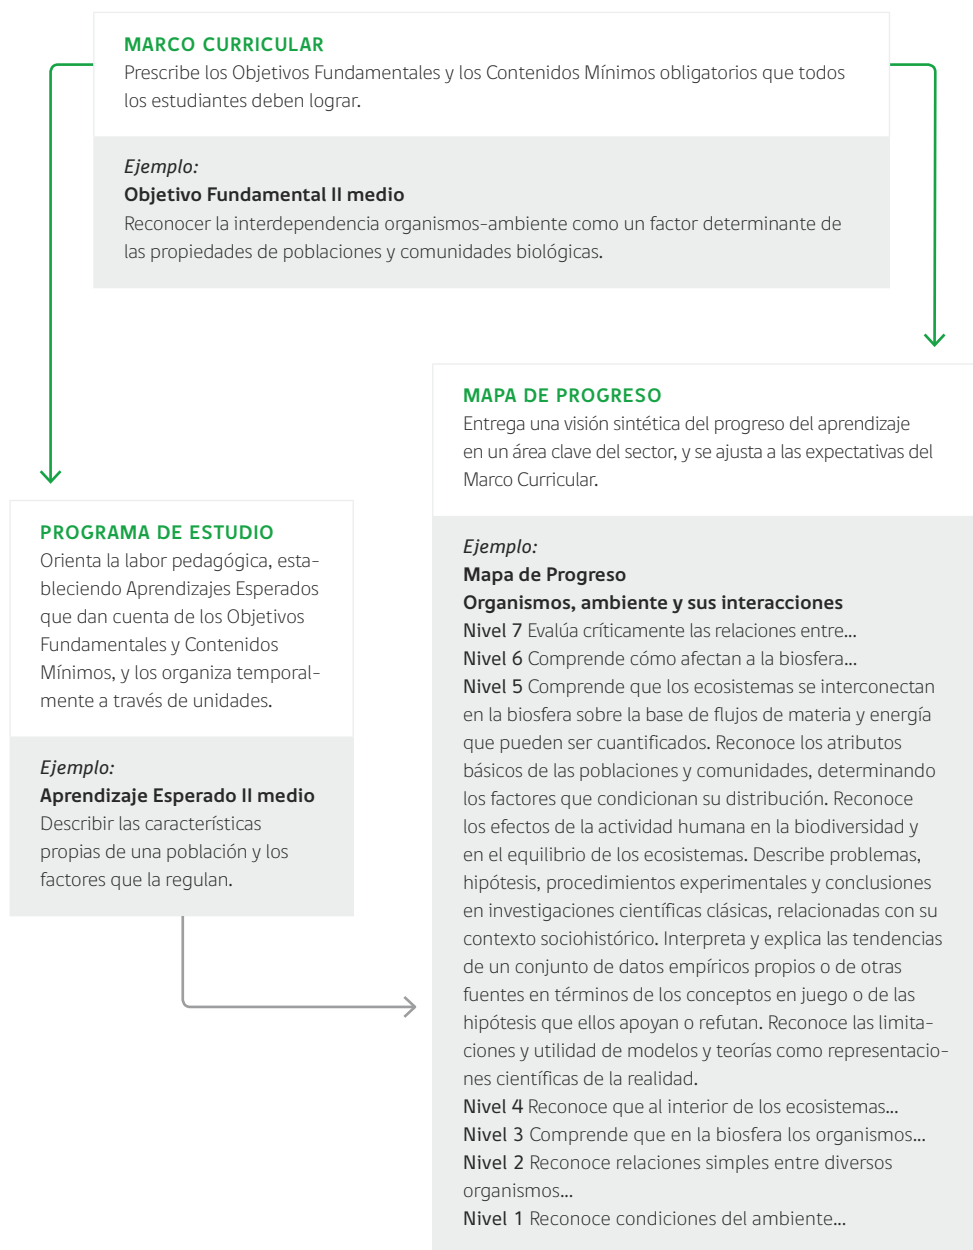 MARCO CURRICULAR
Prescribe los Objetivos Fundamentales y los Contenidos Mínimos obligatorios que todos
los estudiantes deben lograr.
Ejemplo:
Objetivo Fundamental II medio
Reconocer la interdependencia organismos-ambiente como un factor determinante de
las propiedades de poblaciones y comunidades biológicas.
PROGRAMA DE ESTUDIO
Orienta la labor pedagógica, esta-
bleciendo Aprendizajes Esperados
que dan cuenta de los Objetivos
Fundamentales y Contenidos
Mínimos, y los organiza temporal-
mente a través de unidades.
Ejemplo:
Aprendizaje Esperado II medio
Describir las características
propias de una población y los
factores que la regulan.
MAPA DE PROGRESO
Entrega una visión sintética del progreso del aprendizaje
en un área clave del sector, y se ajusta a las expectativas del
Marco Curricular.
Ejemplo:
Mapa de Progreso
Organismos, ambiente y sus interacciones
Nivel 7 Evalúa críticamente las relaciones entre...
Nivel 6 Comprende cómo afectan a la biosfera...
Nivel 5 Comprende que los ecosistemas se interconectan
en la biosfera sobre la base de flujos de materia y energía
que pueden ser cuantificados. Reconoce los atributos
básicos de las poblaciones y comunidades, determinando
los factores que condicionan su distribución. Reconoce
los efectos de la actividad humana en la biodiversidad y
en el equilibrio de los ecosistemas. Describe problemas,
hipótesis, procedimientos experimentales y conclusiones
en investigaciones científicas clásicas, relacionadas con su
contexto sociohistórico. Interpreta y explica las tendencias
de un conjunto de datos empíricos propios o de otras
fuentes en términos de los conceptos en juego o de las
hipótesis que ellos apoyan o refutan. Reconoce las limita-
ciones y utilidad de modelos y teorías como representacio-
nes científicas de la realidad.
Nivel 4 Reconoce que al interior de los ecosistemas...
Nivel 3 Comprende que en la biosfera los organismos...
Nivel 2 Reconoce relaciones simples entre diversos
organismos...
Nivel 1 Reconoce condiciones del ambiente...